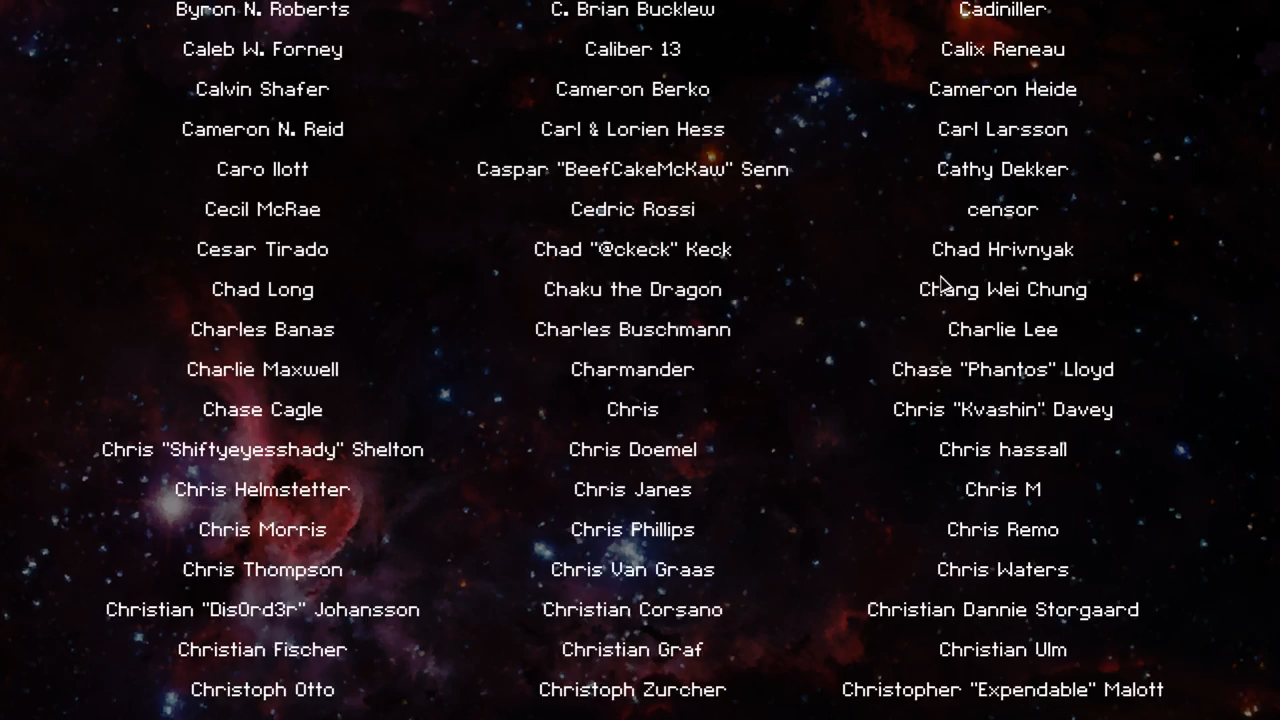 Byron N. Roberts C. Brian Bucklew Cadiniller
Caleb W. Forney Caliber 13 Calix Reneau
Calvin Shafer Cameron Berko Cameron Heide
Cameron N. Reid Carl & Lorien Hess Carl Larsson
Caro Ilott Caspar "BeefCakeMcKaw" Senn Cathy Dekker
Cecil McRae Cedric Rossi censor
Cesar Tirado Chad "@ckeck" Keck Chad Hrivnyak
Chad Long Chaku the Dragon Chang Wei Chung
Charles Banas Charles Buschmann Charlie Lee
Charlie Maxwell Charmander Chase "Phantos" Lloyd
Chase Cagle Chris Chris "Kvashin" Davey
Chris "Shiftyeyesshady" Shelton Chris Doemel Chris hassall
Chris Helmstetter Chris Janes Chris M
Chris Morris Chris Phillips Chris Remo
Chris Thompson Chris Van Graas Chris Waters
Christian "Dis0rd3r" Johansson Christian Corsano Christian Dannie Storgaard
Christian Fischer Christian Graf Christian Ulm
Christoph Otto Christoph Zurcher Christopher "Expendable" Malott